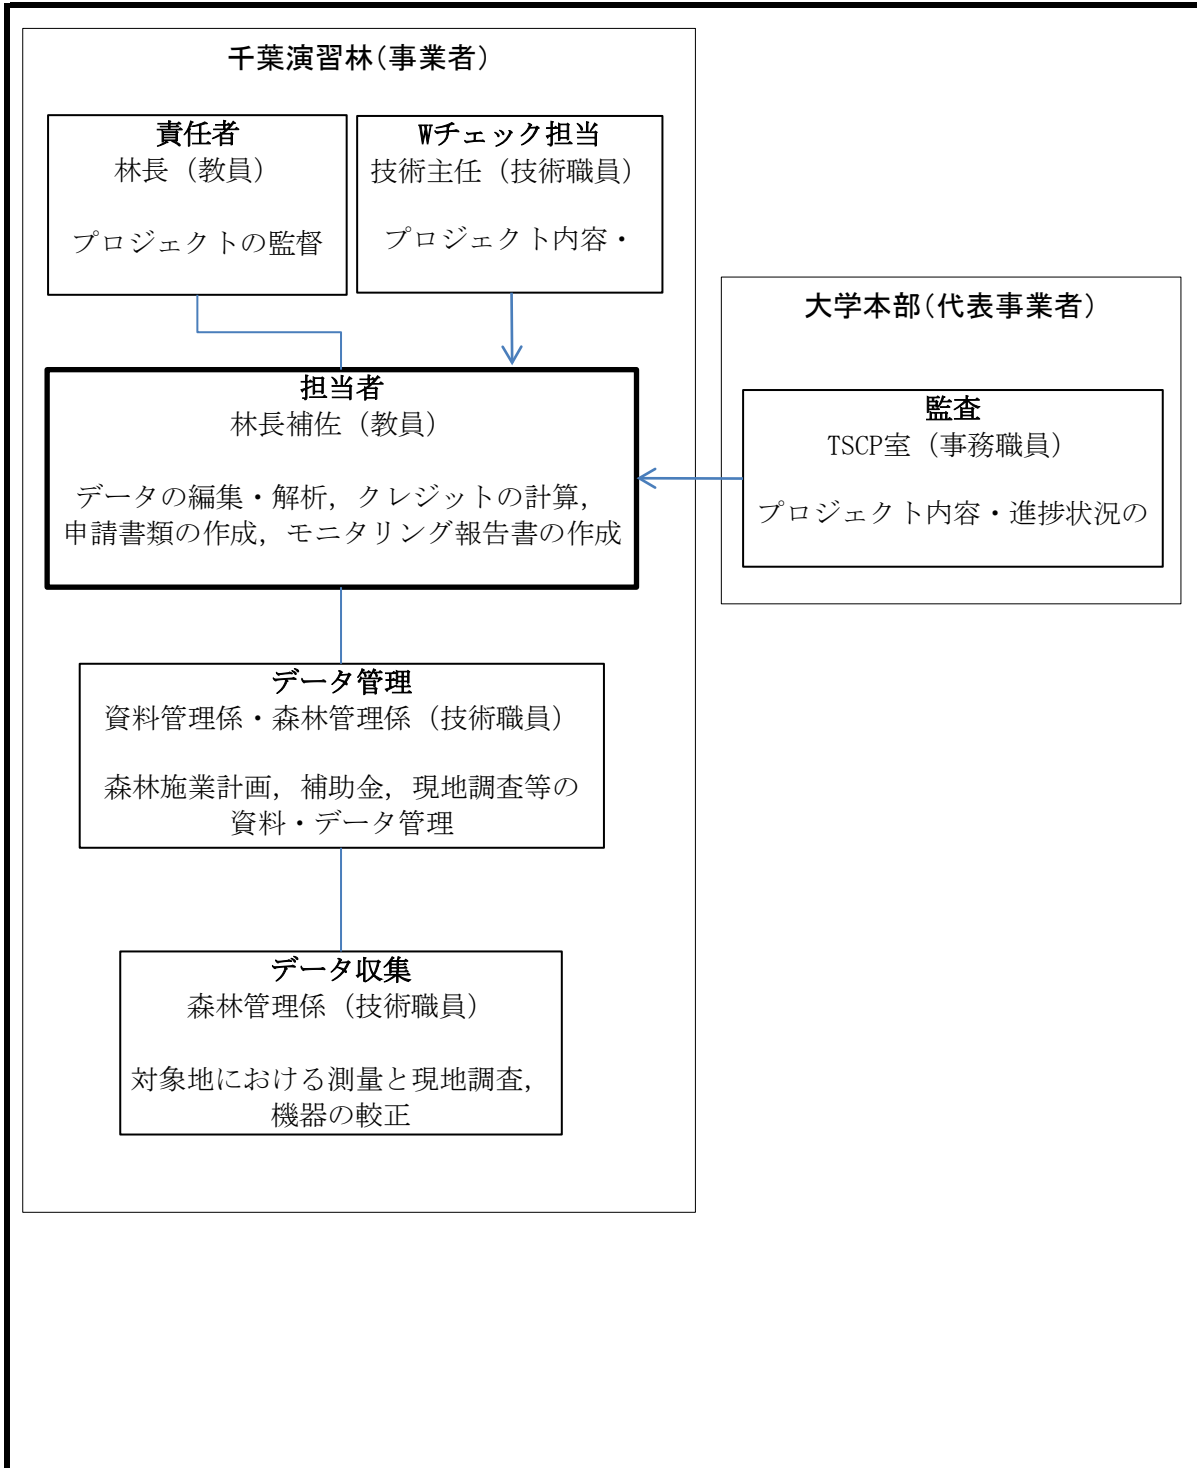 千葉演習林（事業者）
責任者
林長（教員）
プロジェクトの監督
Wチェック担当
技術主任（技術職員）
プロジェクト内容・
担当者
林長補佐（教員）
データの編集・解析，クレジットの計算，
申請書類の作成，モニタリング報告書の作成
データ管理
資料管理係・森林管理係（技術職員）
森林施業計画，補助金，現地調査等の
資料・データ管理
データ収集
森林管理係（技術職員）
対象地における測量と現地調査，
機器の較正
大学本部（代表事業者）
監査
TSCP室（事務職員）
プロジェクト内容・進捗状況の